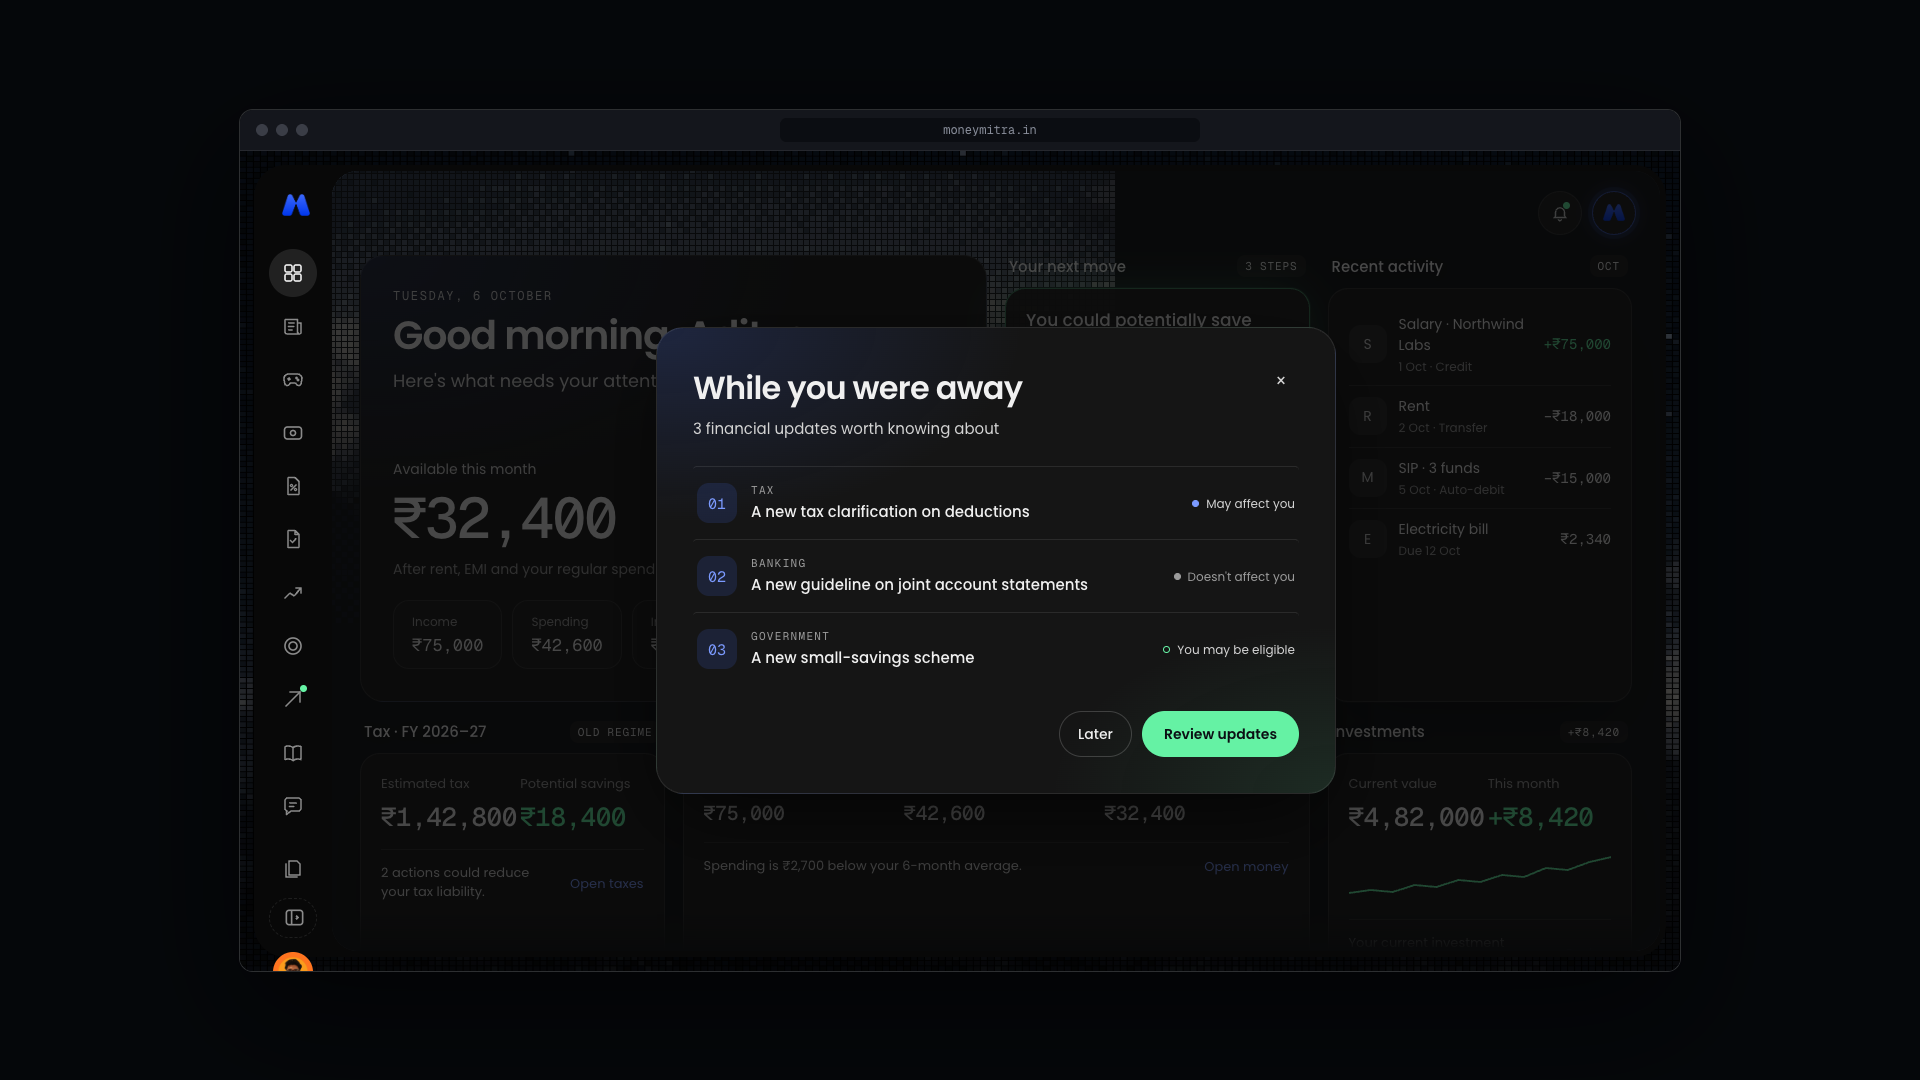 moneymitra.in
TUESDAY, 6 OCTOBER
Good morning,
Here's what needs your
Available this month
₹32,400
After rent, EMI and your regular spend
Income
₹75,000
Spending
₹42,600
Your next move
3 STEPS
You could potentially save
Recent activity
OCT
S
Salary · Northwind
Labs
1 Oct · Credit
+₹75,000
R
Rent
2 Oct · Transfer
−₹18,000
M
SIP · 3 funds
5 Oct · Auto-debit
−₹15,000
E
Electricity bill
Due 12 Oct
₹2,340
While you were away
×
3 financial updates worth knowing about
01
TAX
A new tax clarification on deductions
May affect you
02
BANKING
A new guideline on joint account statements
Doesn't affect you
03
GOVERNMENT
A new small-savings scheme
You may be eligible
Later
Review updates
Tax · FY 2026–27
OLD REGIME
Estimated tax
₹1,42,800
Potential savings
₹18,400
2 actions could reduce
your tax liability.
Open taxes
₹75,000
₹42,600
₹32,400
Spending is ₹2,700 below your 6-month average.
Open money
nvestments
+₹8,420
Current value
₹4,82,000
This month
+₹8,420
Your current investment